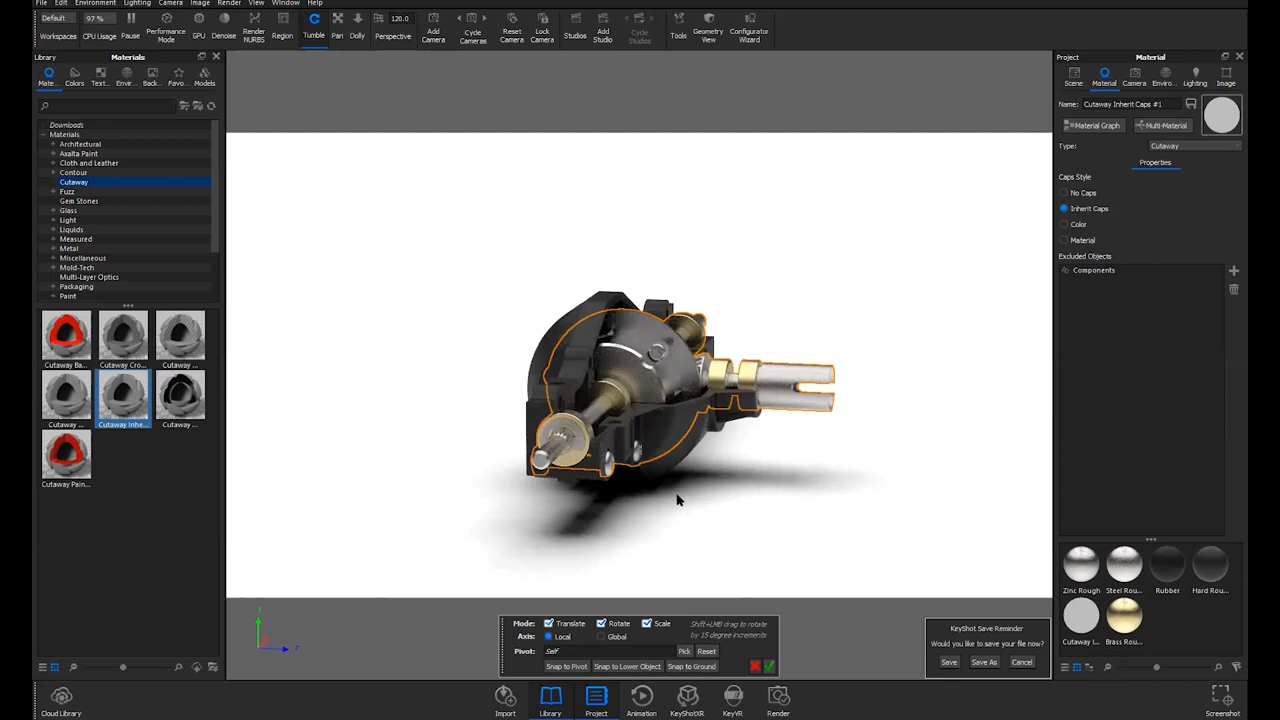 File Edit Environment Lighting Camera Image Render View Window Help
Default 97 % 120.0
Workspaces CPU Usage Pause Performance Mode GPU Denoise Render NURBS Region Tumble Pan Dolly Perspective Add Camera Cycle Cameras Reset Camera Lock Camera Studios Add Studio Cycle Studios Tools Geometry View Configurator Wizard
Library Materials
Mate... Colors Text... Envir... Back... Favo... Models
Downloads
Materials
Architectural
Axalta Paint
Cloth and Leather
Contour
Cutaway
Fuzz
Gem Stones
Glass
Light
Liquids
Measured
Metal
Miscellaneous
Mold-Tech
Multi-Layer Optics
Packaging
Paint
Cutaway Ba... Cutaway Cro... Cutaway ...
Cutaway ... Cutaway Inhe... Cutaway ...
Cutaway Pain...
Project Material
Scene Material Camera Enviro... Lighting Image
Name: Cutaway Inherit Caps #1
Material Graph Multi-Material
Type: Cutaway
Properties
Caps Style
No Caps
Inherit Caps
Color
Material
Excluded Objects
Components
Zinc Rough Steel Rou... Rubber Hard Rou...
Cutaway I... Brass Rou...
Mode: Translate Rotate Scale Shift+LMB drag to rotate by 15 degree increments
Axis: Local Global
Pivot: Self Pick Reset
Snap to Pivot Snap to Lower Object Snap to Ground
KeyShot Save Reminder
Would you like to save your file now?
Save Save As Cancel
y
z
Cloud Library Import Library Project Animation KeyShotXR KeyVR Render Screenshot